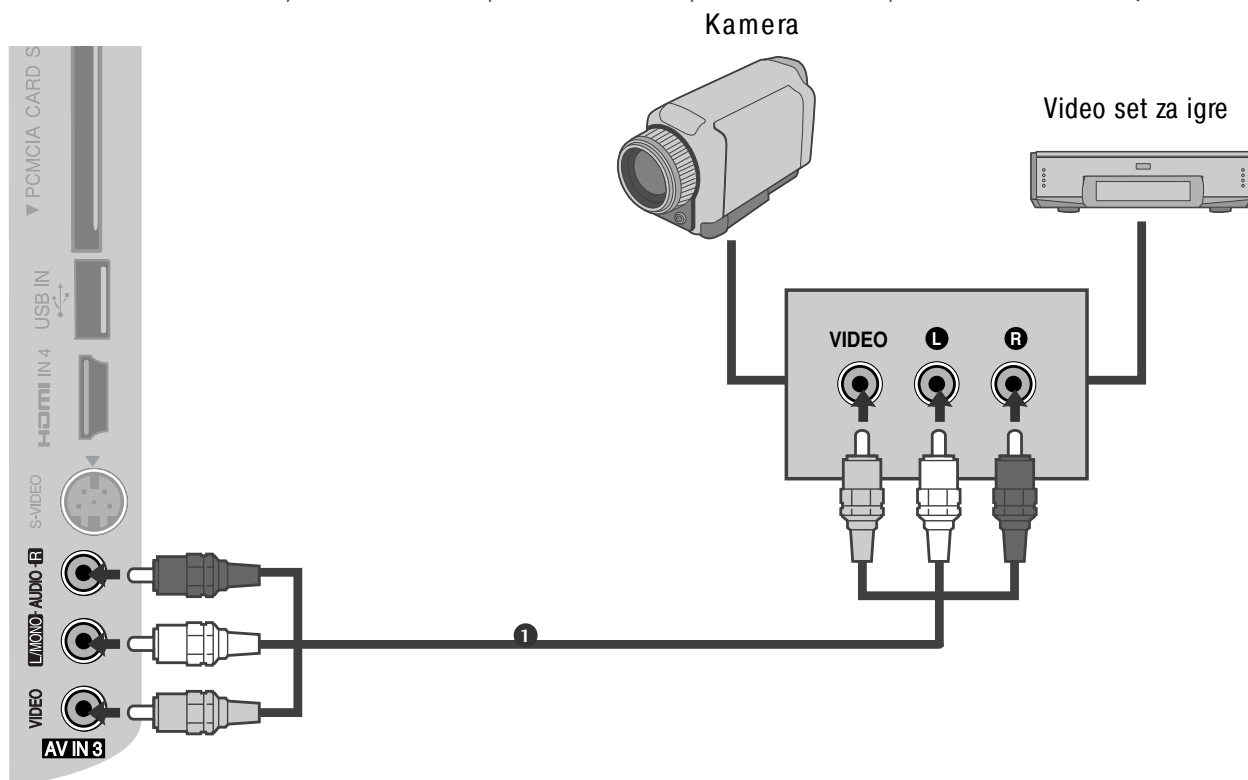 Kamera
Video set za igre
▼ PCMCIA CARD S
USB IN
HDMI IN 4
S-VIDEO
L/MONO-AUDIO-R
VIDEO
AV IN 3
VIDEO
L
R
1